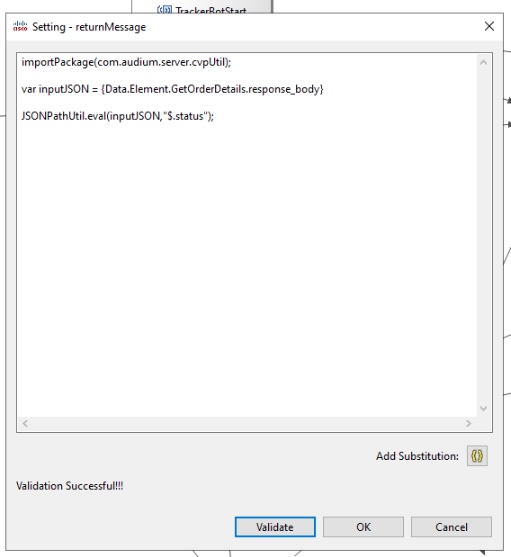 TrackerBotStart
cisco Setting - returnMessage
importPackage(com.audium.server.cvpUtil);
var inputJSON = {Data.Element.GetOrderDetails.response_body}
JSONPathUtil.eval(inputJSON,"$.status");
Add Substitution: {}
Validation Successful!!!
Validate OK Cancel